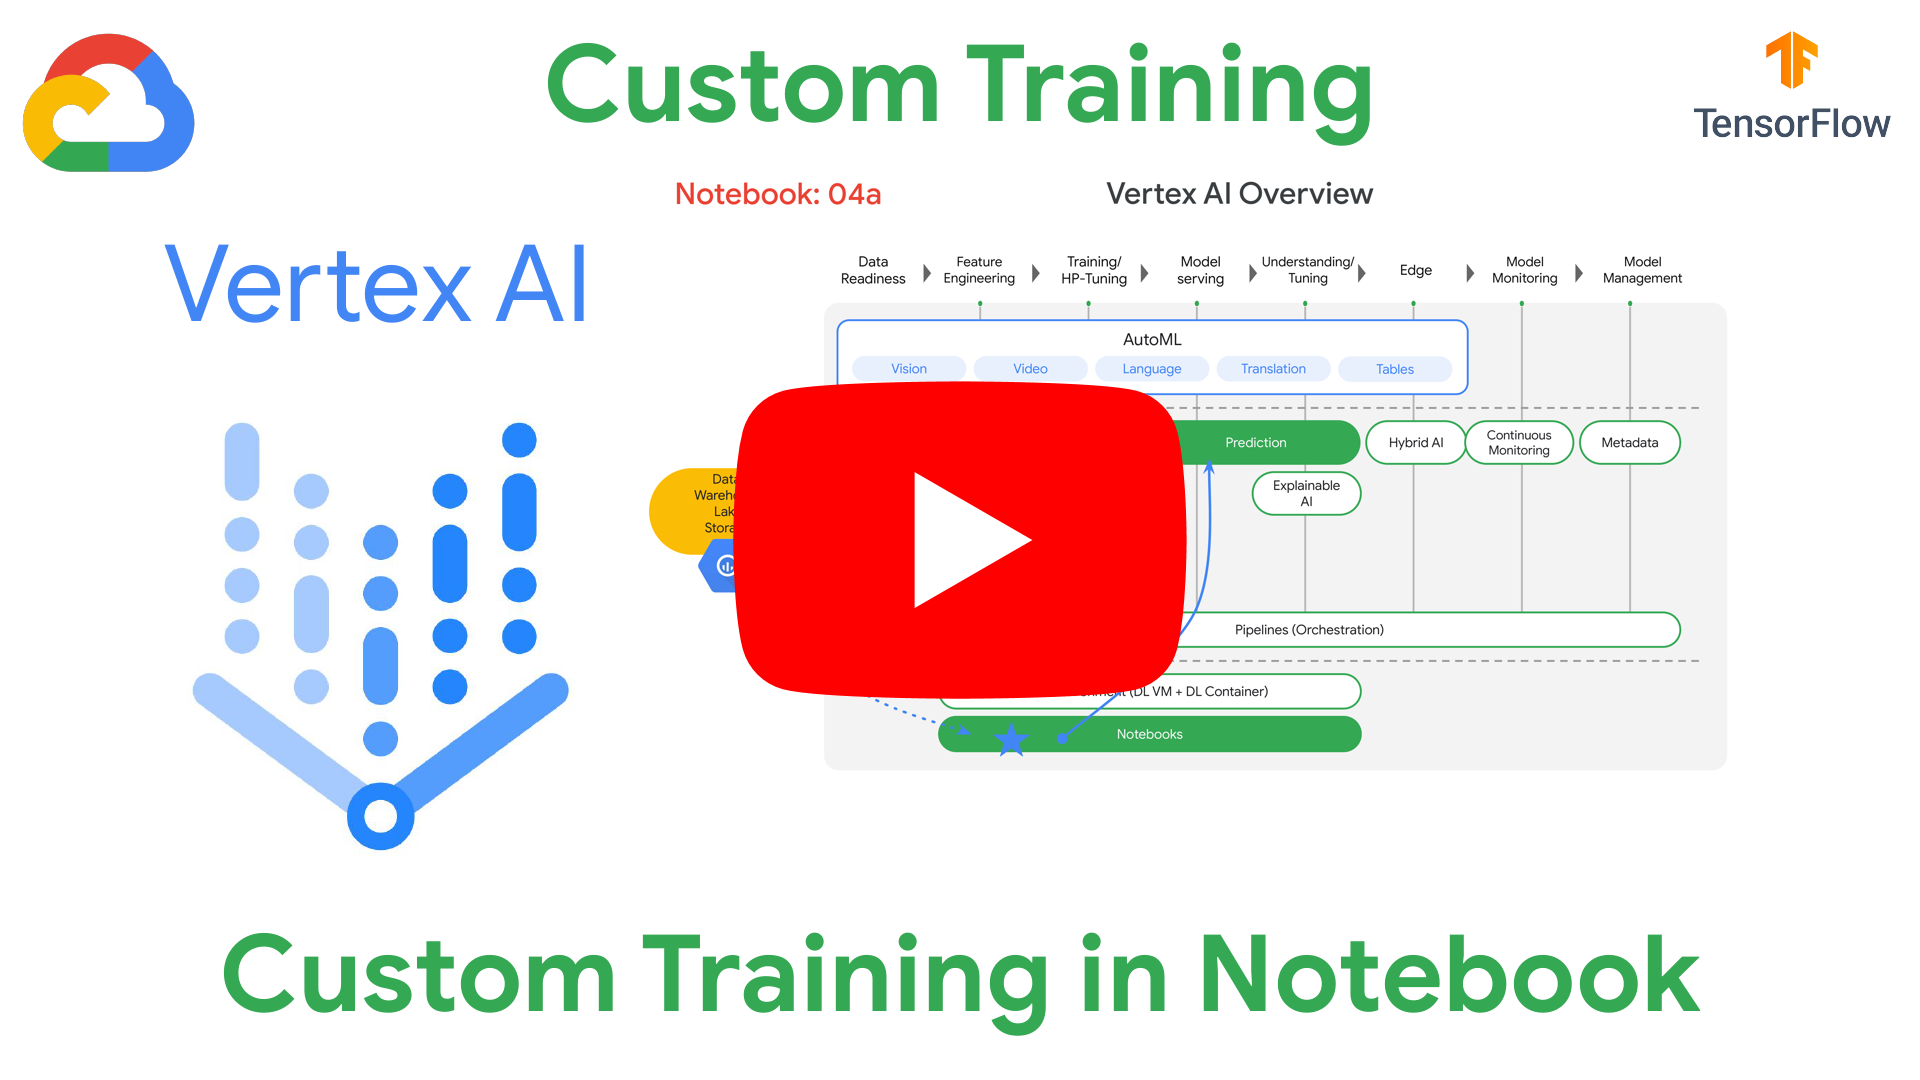 Custom Training
TensorFlow
Notebook: 04a
Vertex AI Overview
Vertex AI
Data
Readiness
Feature
Engineering
Training/
HP-Tuning
Model
serving
Understanding/
Tuning
Edge
Model
Monitoring
Model
Management
AutoML
Vision
Video
Language
Translation
Tables
Prediction
Hybrid AI
Continuous
Monitoring
Metadata
Explainable
AI
Data
Pipelines (Orchestration)
(DL VM + DL Container)
Notebooks
Custom Training in Notebook